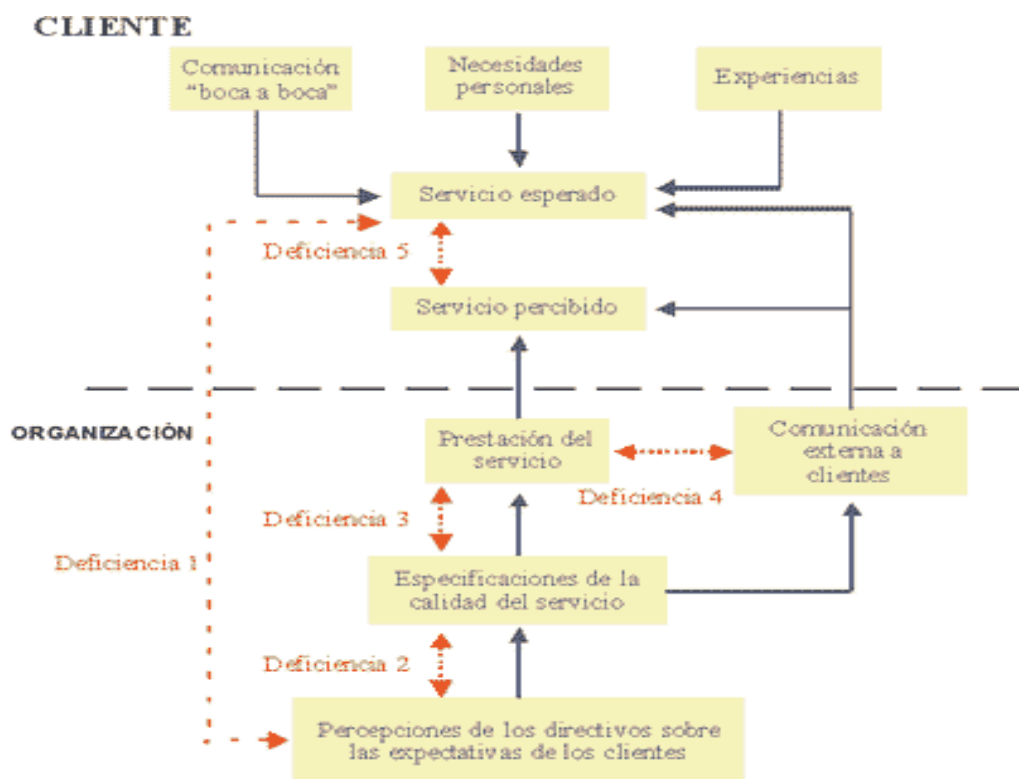 CLIENTE
Comunicación
“boca a boca”
Necesidades
personales
Experiencias
Servicio esperado
Deficiencia 5
Servicio percibido
ORGANIZACIÓN
Prestación del
servicio
Comunicación
externa a
clientes
Deficiencia 4
Deficiencia 3
Deficiencia 1
Especificaciones de la
calidad del servicio
Deficiencia 2
Percepciones de los directivos sobre
las expectativas de los clientes